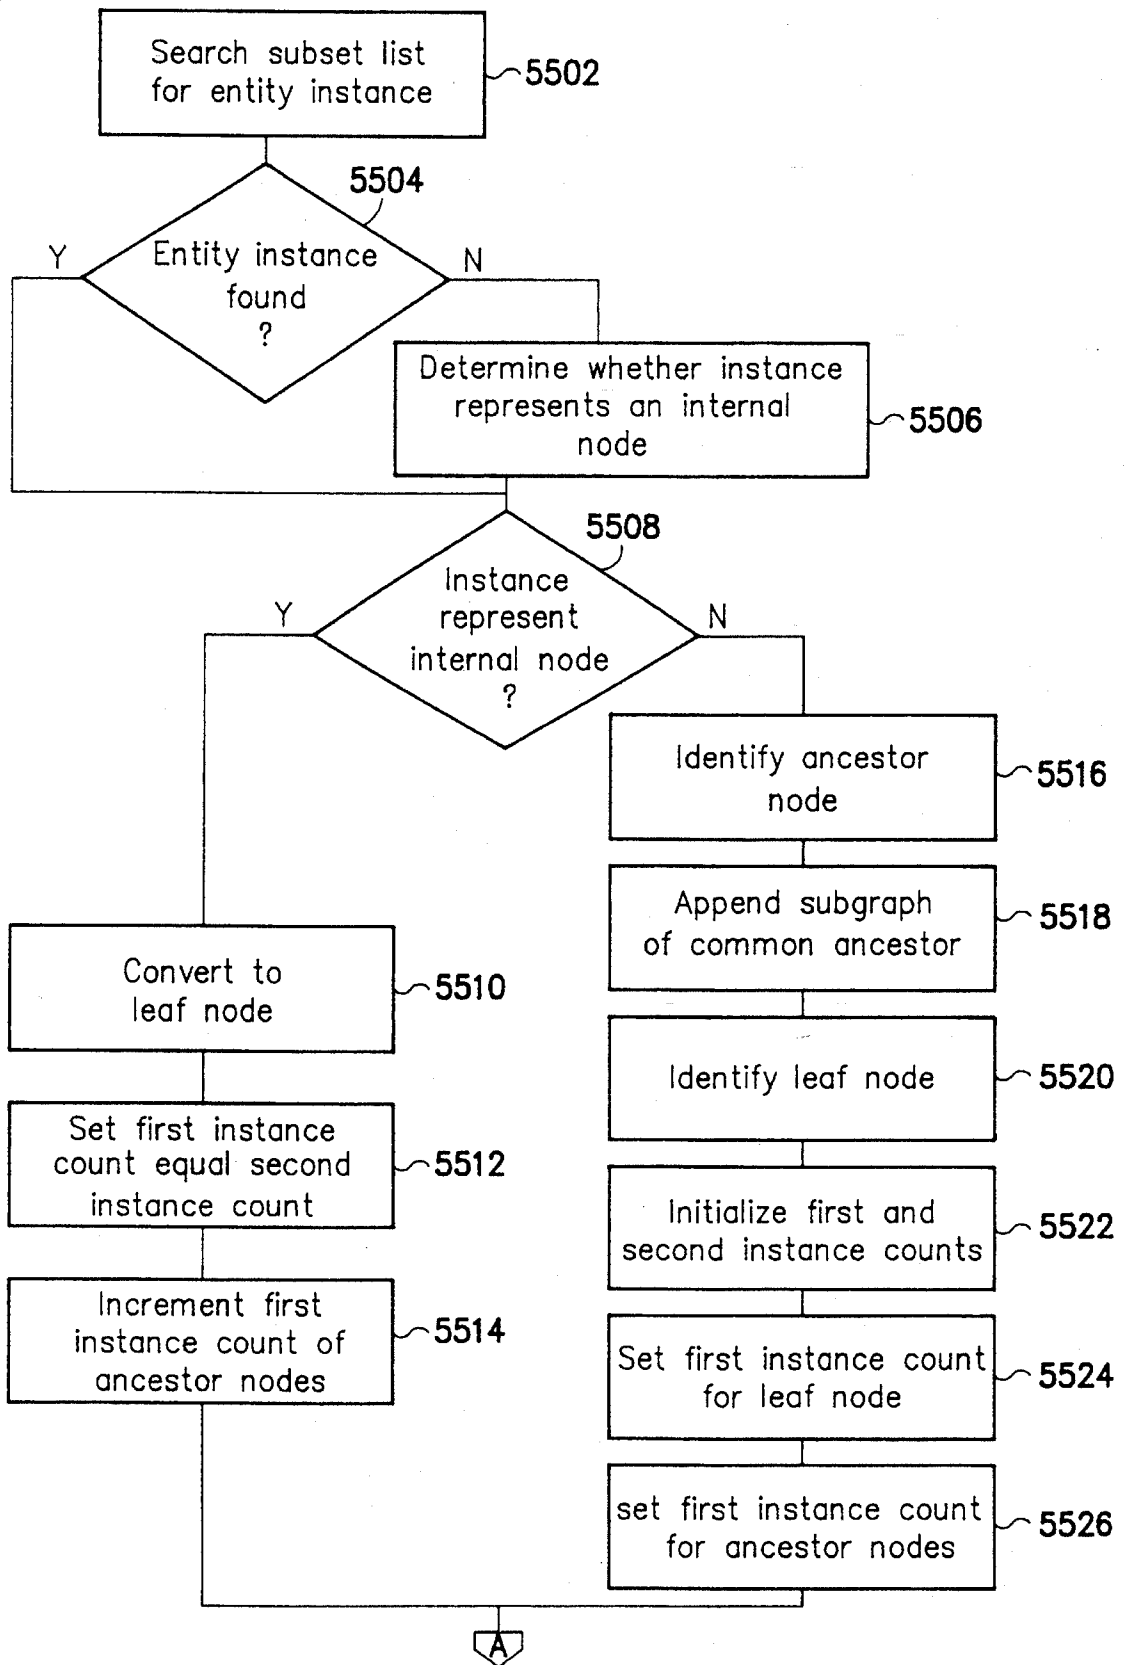 Search subset list
for entity instance
5502
5504
Y
Entity instance
found
?
N
Determine whether instance
represents an internal
node
5506
5508
Y
Instance
represent
internal node
?
N
Identify ancestor
node
5516
Append subgraph
of common ancestor
5518
Convert to
leaf node
5510
Identify leaf node
5520
Set first instance
count equal second
instance count
5512
Initialize first and
second instance counts
5522
Increment first
instance count of
ancestor nodes
5514
Set first instance count
for leaf node
5524
set first instance count
for ancestor nodes
5526
A